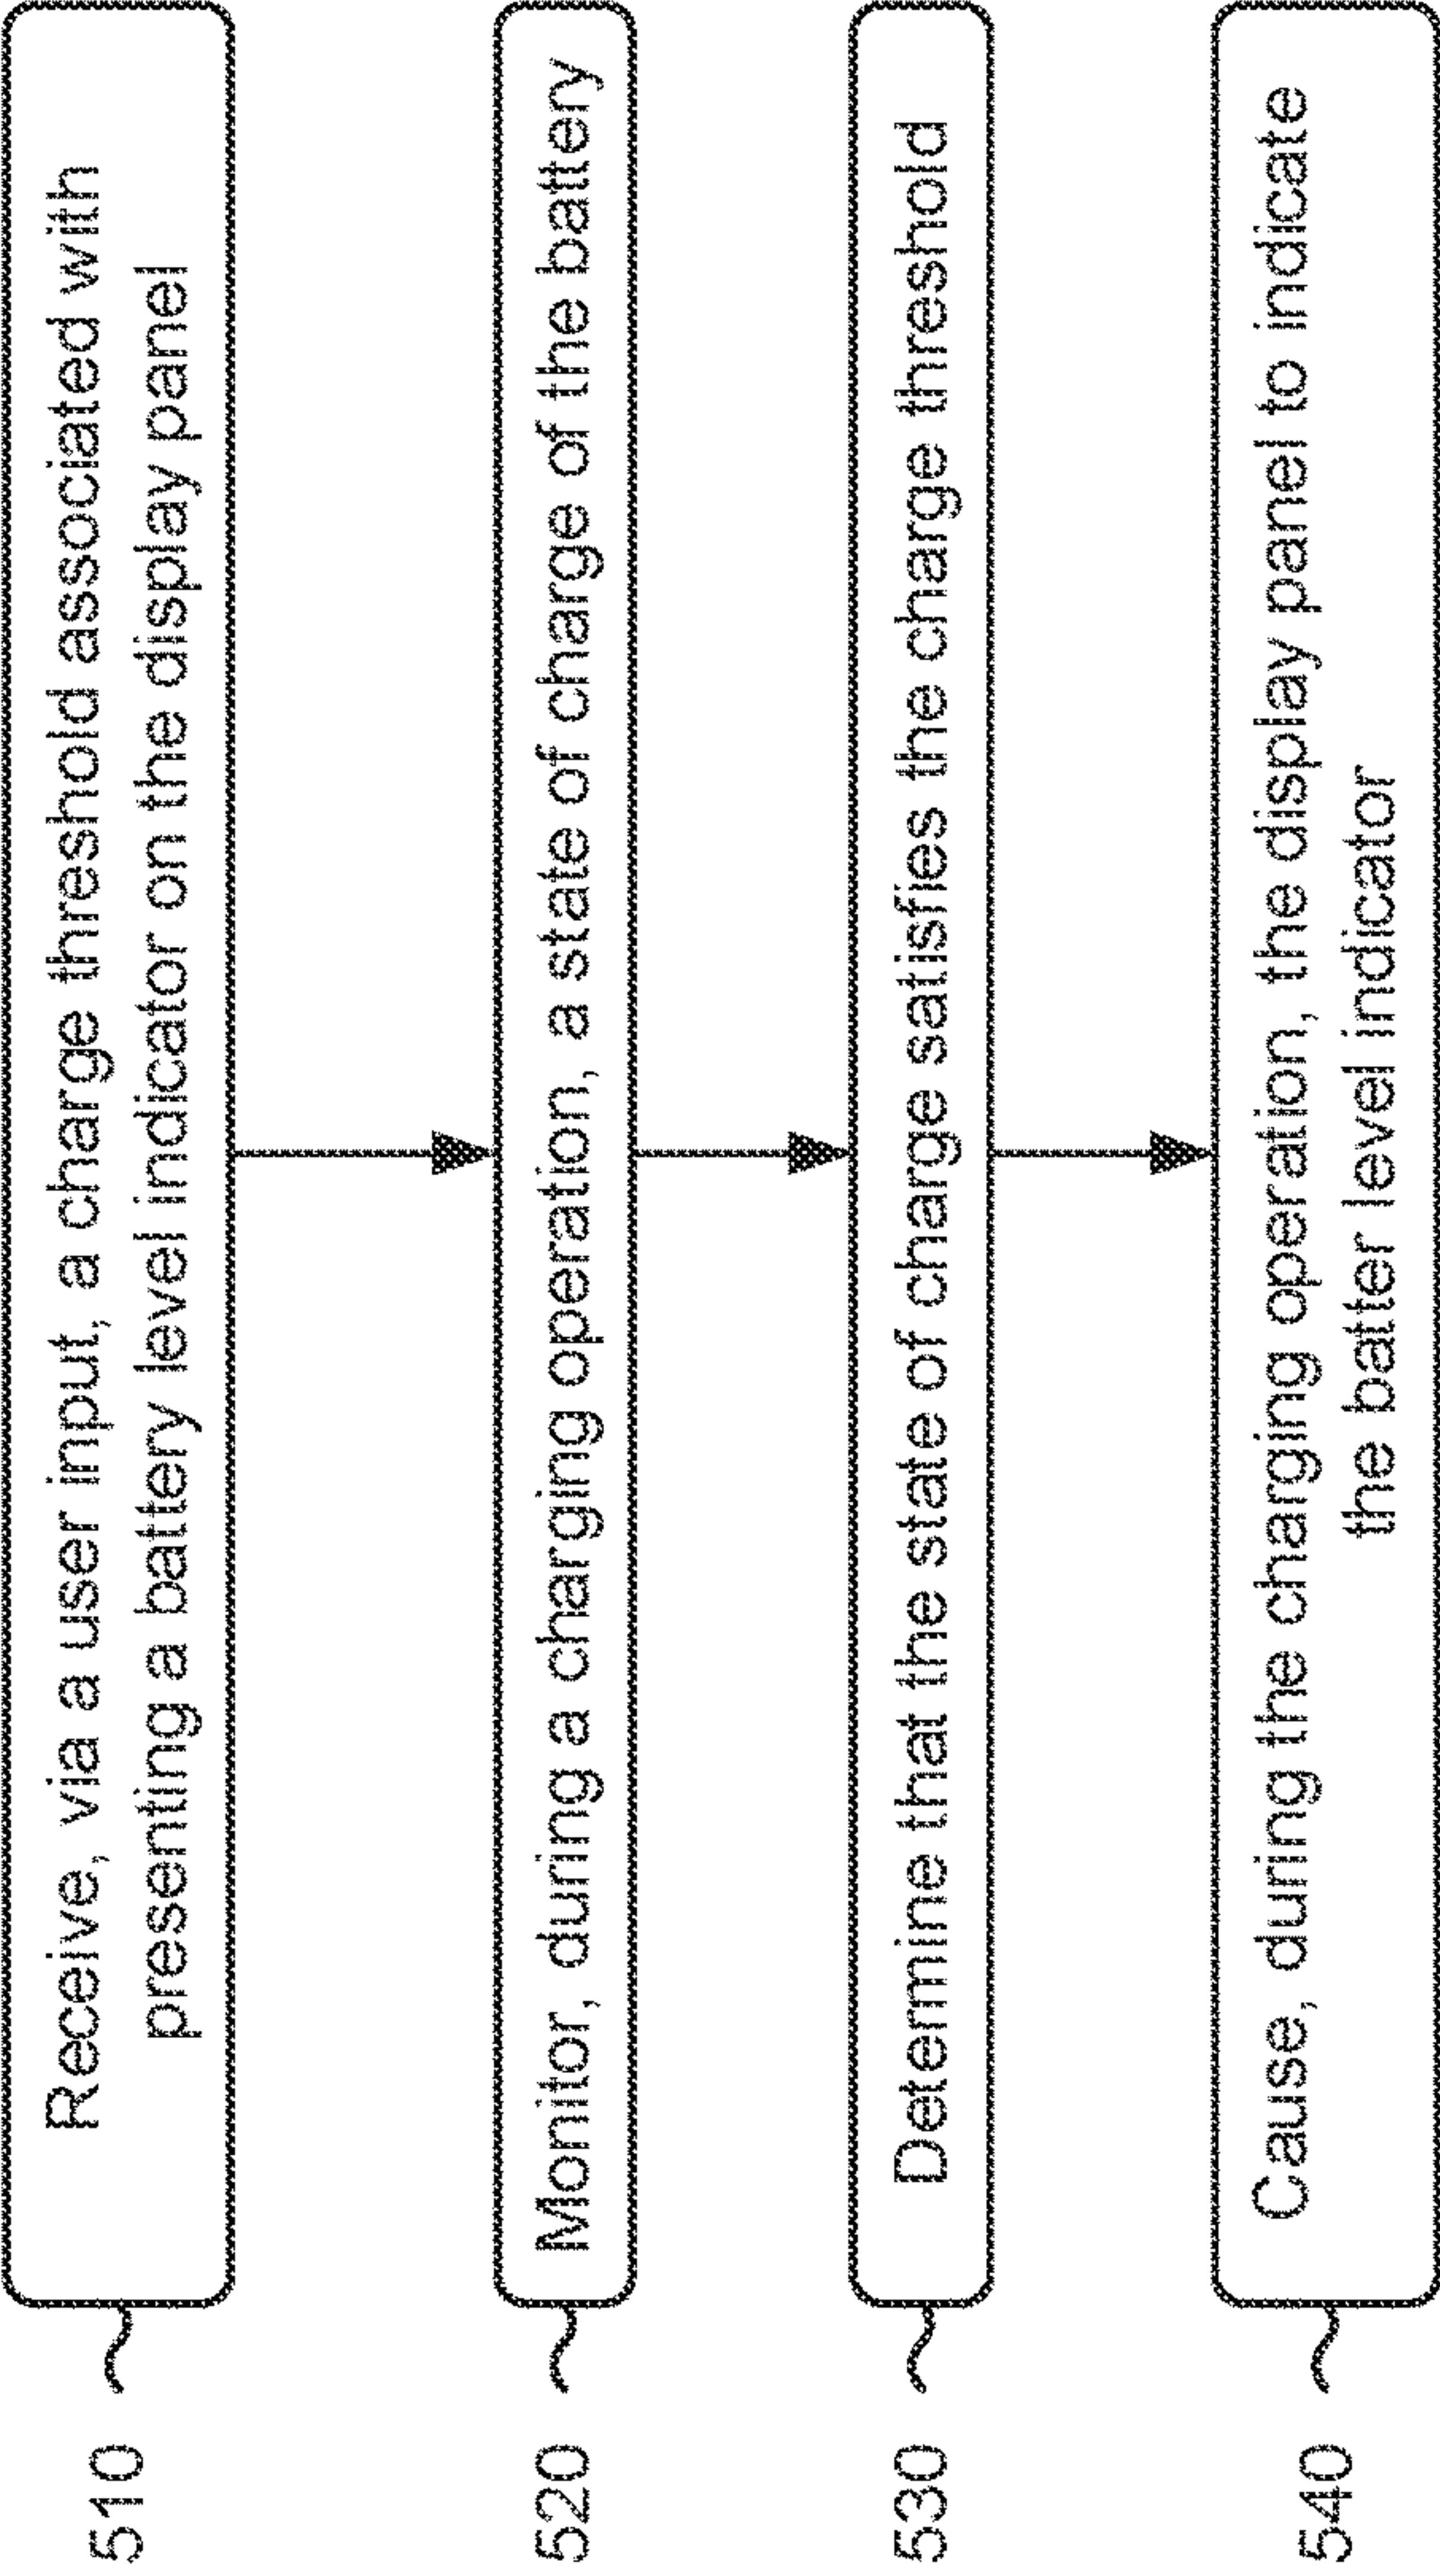 510
Receive, via a user input, a charge threshold associated with
presenting a battery level indicator on the display panel
520
Monitor, during a charging operation, a state of charge of the battery
530
Determine that the state of charge satisfies the charge threshold
540
Cause, during the charging operation, the display panel to indicate
the batter level indicator